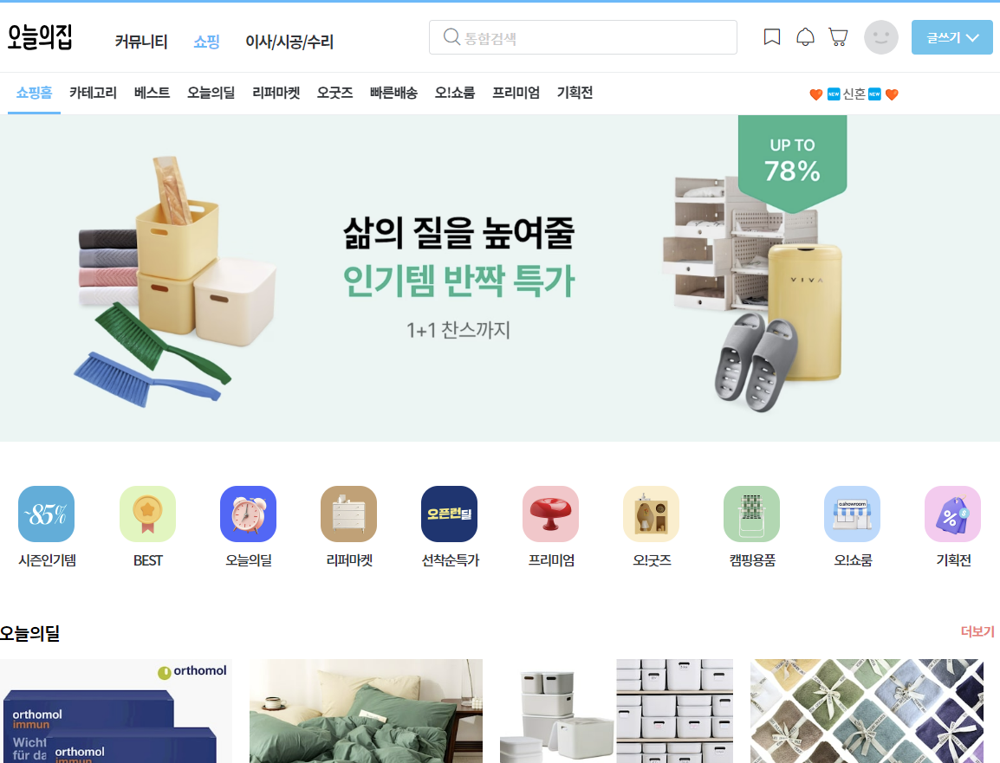 오늘의집
커뮤니티 쇼핑 이사/시공/수리
통합검색
글쓰기
쇼핑홈 카테고리 베스트 오늘의딜 리퍼마켓 오굿즈 빠른배송 오!쇼룸 프리미엄 기획전
NEW 신혼 NEW
UP TO
78%
삶의 질을 높여줄
인기템 반짝 특가
1+1 찬스까지
VIVA
~85%
오픈런딜
o.showroom
%
$
시즌인기템 BEST 오늘의딜 리퍼마켓 선착순특가 프리미엄 오!굿즈 캠핑용품 오!쇼룸 기획전
오늘의딜
더보기
orthomol
orthomol
immun
Wicht
für da
orthomol
immun